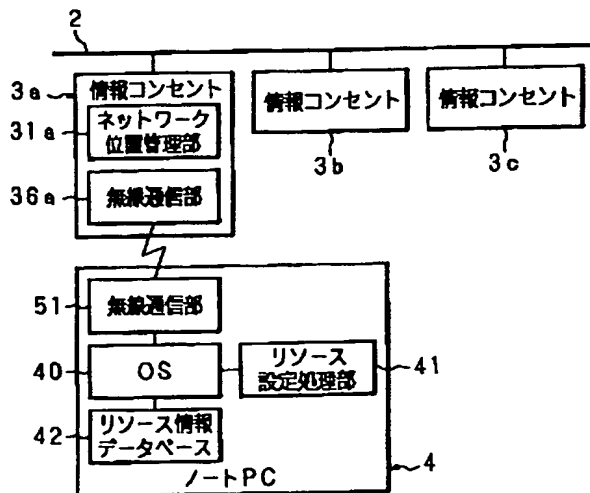 2
3a
情報コンセント
31a
ネットワーク
位置管理部
36a
無線通信部
情報コンセント
3b
情報コンセント
3c
51
無線通信部
40
OS
リソース
設定処理部
41
42
リソース情報
データベース
ノートPC
4